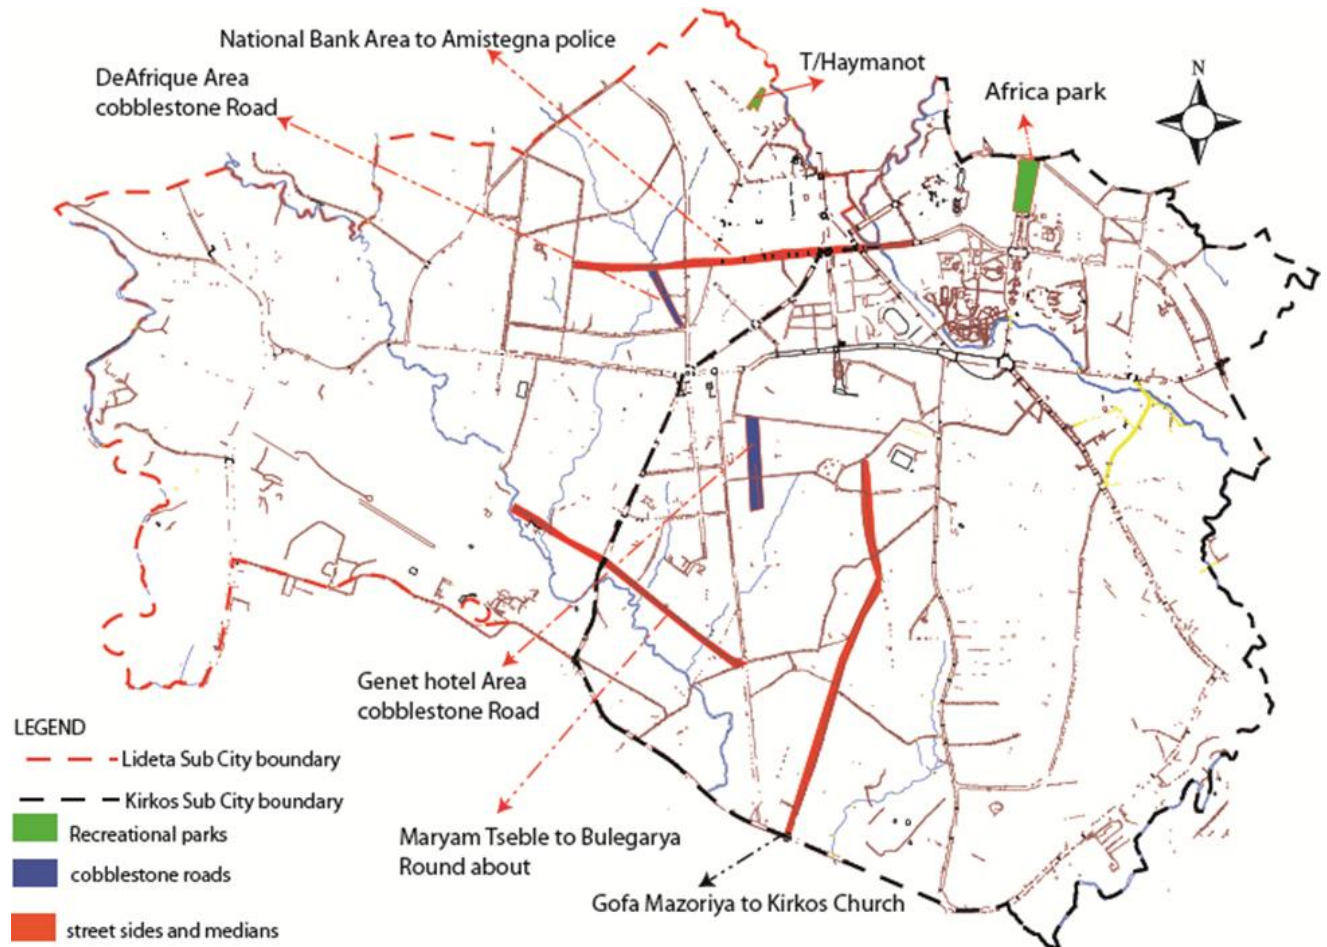 National Bank Area to Amistegna police
T/Haymanot
DeAfrique Area
cobblestone Road
Africa park
N
Genet hotel Area
cobblestone Road
LEGEND
Lideta Sub City boundary
Kirkos Sub City boundary
Recreational parks
cobblestone roads
street sides and medians
Maryam Tseble to Bulegarya
Round about
Gofa Mazoriya to Kirkos Church